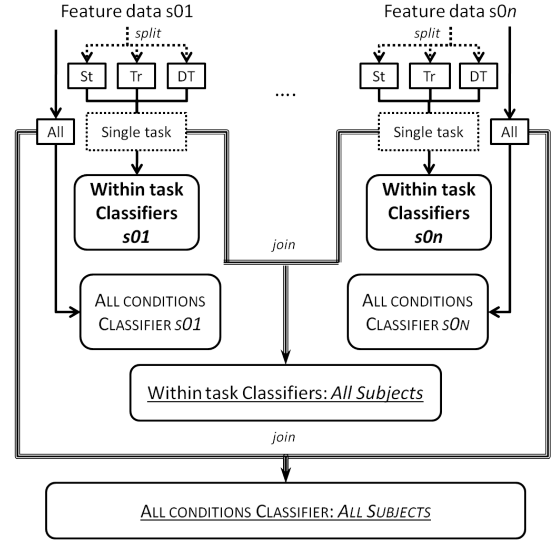 Feature data s01
Feature data s0n
split
split
St
Tr
DT
St
Tr
DT
....
All
Single task
Single task
All
Within task
Classifiers
s01
Within task
Classifiers
s0n
join
ALL CONDITIONS
CLASSIFIER S01
ALL CONDITIONS
CLASSIFIER S0N
Within task Classifiers: All Subjects
join
ALL CONDITIONS CLASSIFIER: ALL SUBJECTS